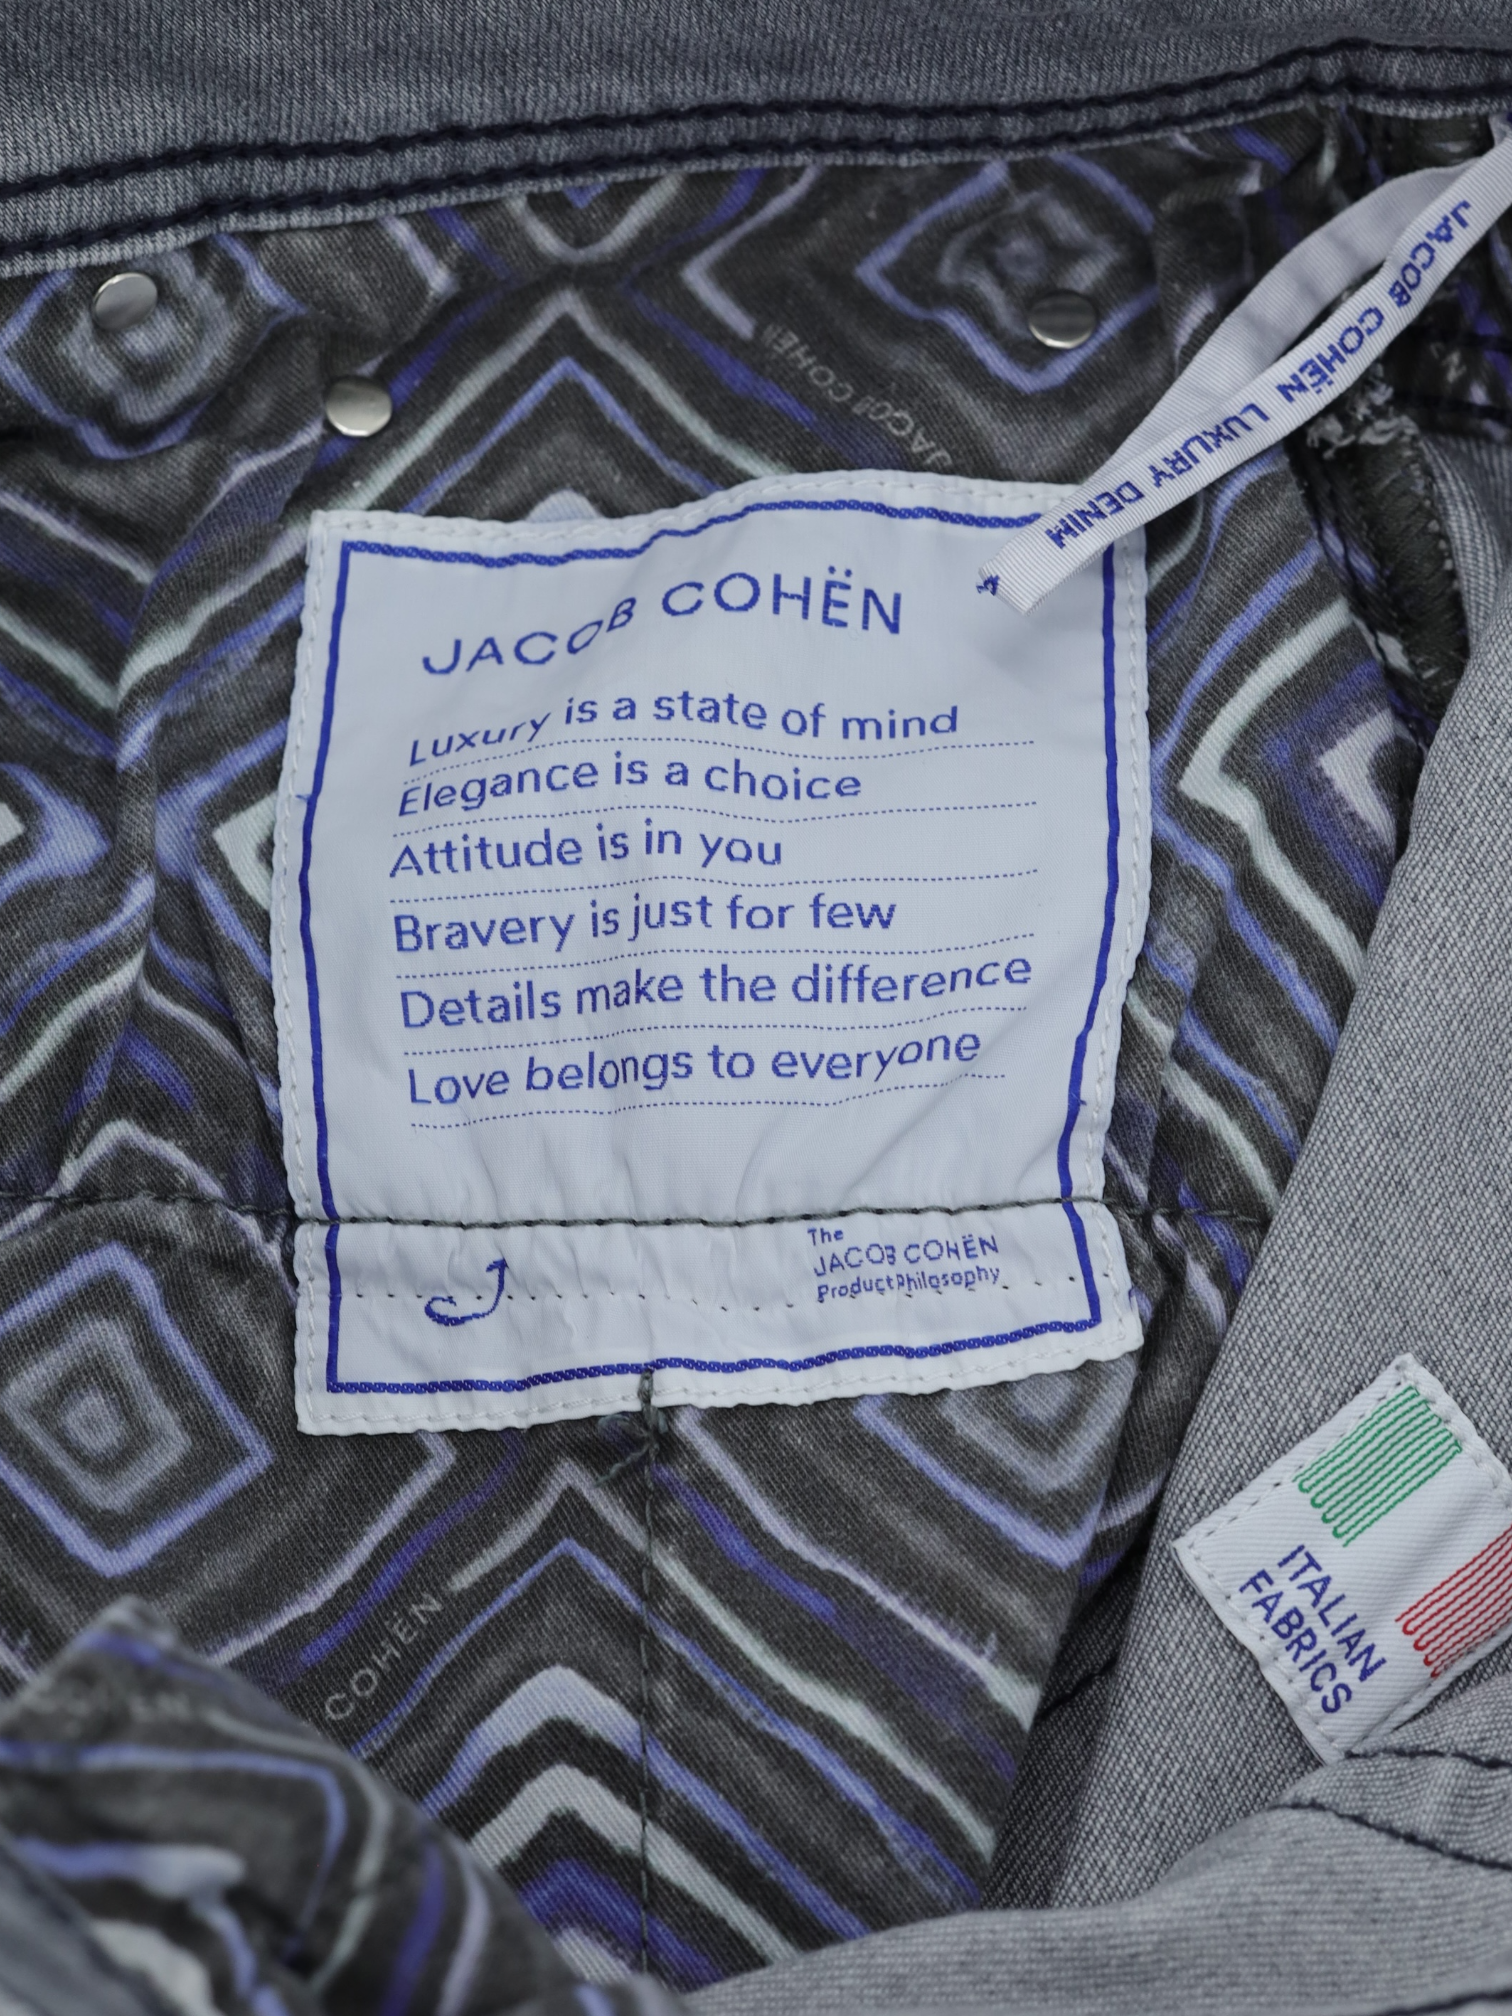 JACOB COHËN LUXURY DENIM
JACOB COHËN
JACOB COHËN
Luxury is a state of mind
Elegance is a choice
Attitude is in you
Bravery is just for few
Details make the difference
Love belongs to everyone
The
JACOB COHËN
Product Philosophy
ITALIAN
FABRICS
COHËN